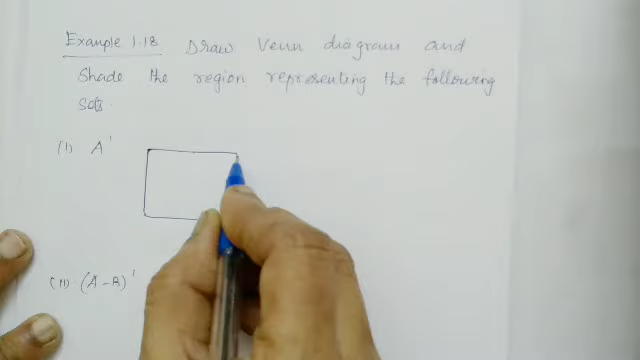 Example 1.18 Draw Venn diagram and
Shade the region representing the following
Sets.
(i) A'
(ii) (A-B)'